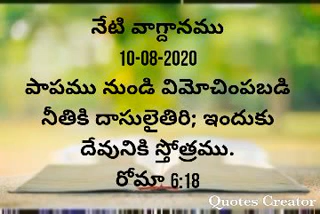 నేటి వాగ్దానము
10-08-2020
పాపము నుండి విమోచింపబడి
నీతికి దాసులైతిరి; ఇందుకు
దేవునికి స్తోత్రము.
రోమా 6:18
Quotes Creator